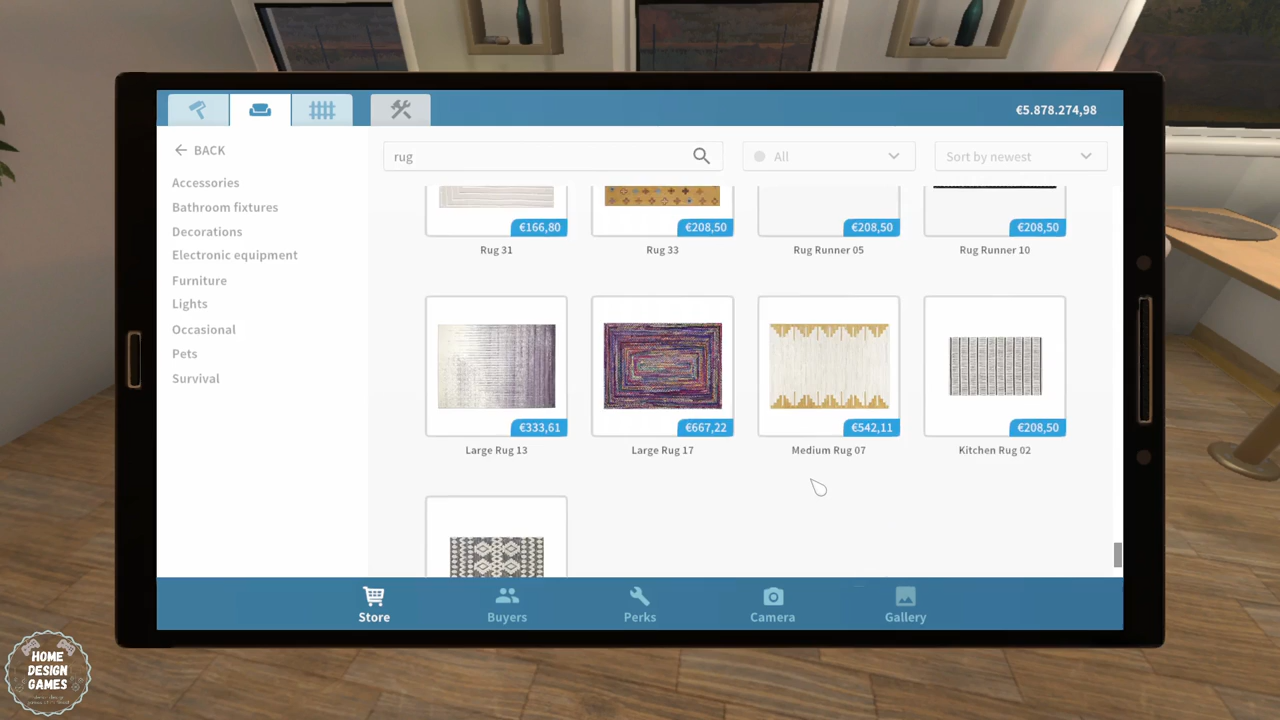 €5.878.274,98
BACK
rug
All
Sort by newest
Accessories
Bathroom fixtures
Decorations
Electronic equipment
Furniture
Lights
Occasional
Pets
Survival
€166,80
€208,50
€208,50
€208,50
Rug 31
Rug 33
Rug Runner 05
Rug Runner 10
€333,61
€667,22
€542,11
€208,50
Large Rug 13
Large Rug 17
Medium Rug 07
Kitchen Rug 02
Store
Buyers
Perks
Camera
Gallery
HOME
DESIGN
GAMES